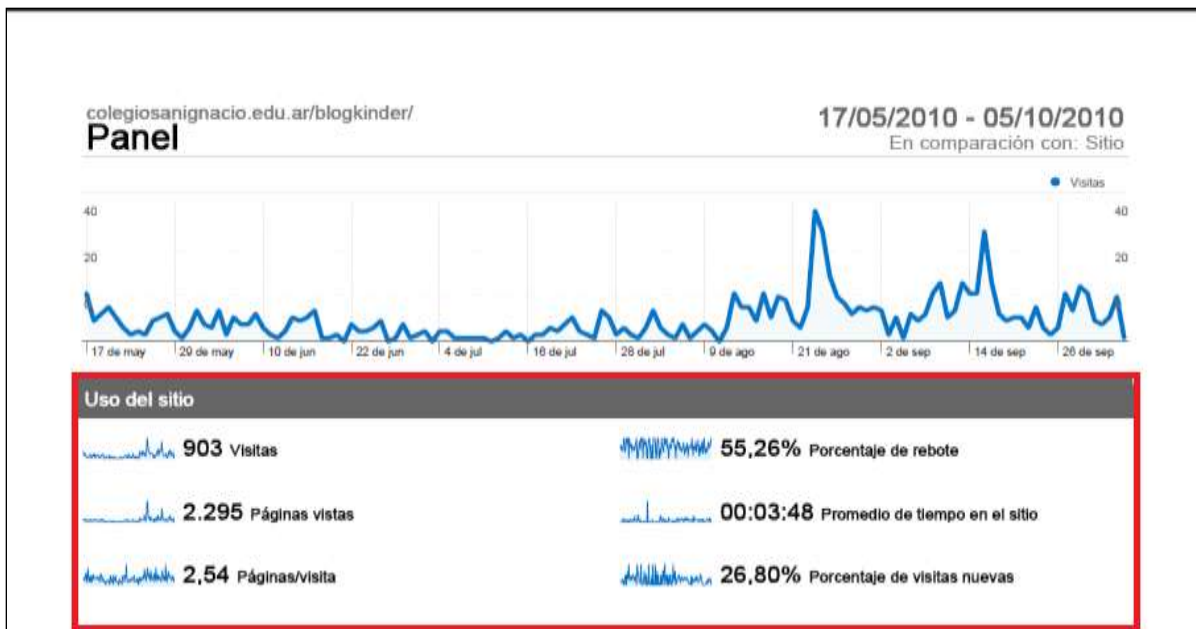 colegiosanignacio.edu.ar/blogkinder/
Panel
17/05/2010 - 05/10/2010
En comparación con: Sitio
Visitas
40
40
20
20
17 de may
29 de may
10 de jun
22 de jun
4 de jul
16 de jul
28 de jul
9 de ago
21 de ago
2 de sep
14 de sep
26 de sep
Uso del sitio
903 Visitas
55,26% Porcentaje de rebote
2.295 Páginas vistas
00:03:48 Promedio de tiempo en el sitio
2,54 Páginas/visita
26,80% Porcentaje de visitas nuevas